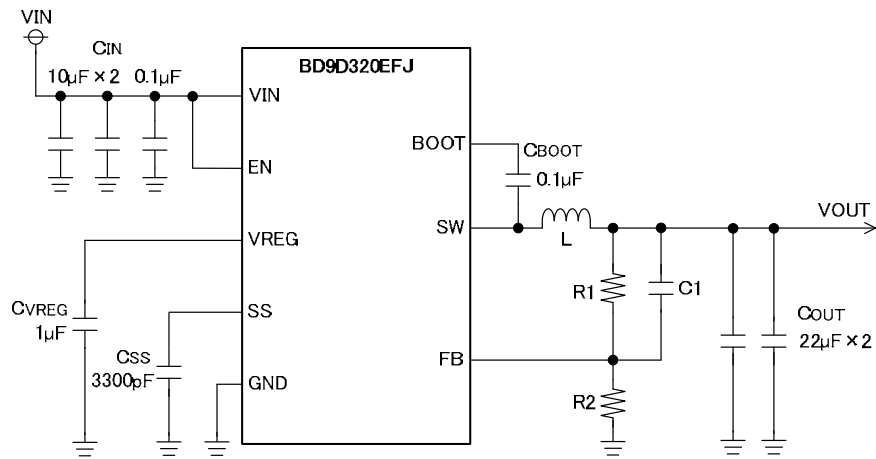 VIN
CIN
10μF×2 0.1μF
BD9D320EFJ
VIN
EN
VREG
SS
GND
BOOT
SW
FB
CVREG
1μF
CSS
3300pF
CBOOT
0.1μF
L
VOUT
R1
C1
R2
COUT
22μF×2